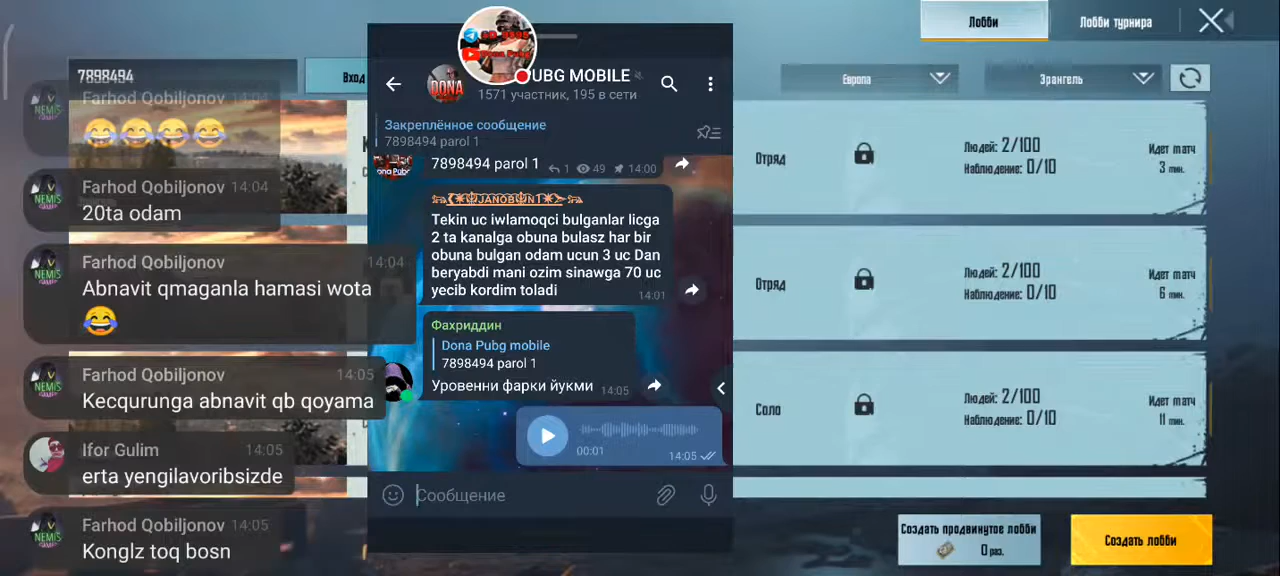 Лобби
Лобби турнира
7898494
Вход
Европа
Эрангель
Farhod Qobiljonov 14:04
😂😂😂😂
Farhod Qobiljonov 14:04
20ta odam
Farhod Qobiljonov 14:04
Abnavit qmaganla hamasi wota
😂
Farhod Qobiljonov 14:05
Kecqurunga abnavit qb qoyama
Ifor Gulim 14:05
erta yengilavoribsizde
Farhod Qobiljonov 14:05
Konglz toq bosn
DONA
PUBG MOBILE
1571 участник, 195 в сети
Закреплённое сообщение
7898494 parol 1
7898494 parol 1
1 49 14:00
JANOBUN 1
Tekin uc iwlamoqci bulganlar licga
2 ta kanalga obuna bulasz har bir
obuna bulgan odam ucun 3 uc Dan
beryabdi mani ozim sinawga 70 uc
yecib kordim toladi
14:01
Фахриддин
Dona Pubg mobile
7898494 parol 1
Уровенни фарки йукми 14:05
00:01
14:05
Сообщение
Отряд
Людей: 2/100
Наблюдение: 0/10
Идет матч
3 мин.
Отряд
Людей: 2/100
Наблюдение: 0/10
Идет матч
6 мин.
Соло
Людей: 2/100
Наблюдение: 0/10
Идет матч
11 мин.
Создать продвинутое лобби
0 раз.
Создать лобби